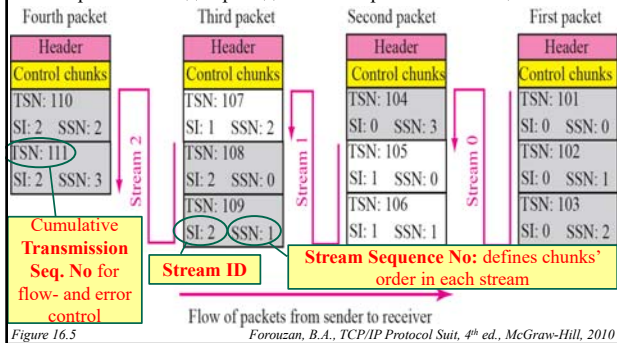 Fourth packet
Header
Control chunks
TSN: 110
SI: 2 SSN: 2
TSN: 111
SI: 2 SSN: 3
Third packet
Header
Control chunks
TSN: 107
SI: 1 SSN: 2
TSN: 108
SI: 2 SSN: 0
TSN: 109
SI: 2 SSN: 1
Second packet
Header
Control chunks
TSN: 104
SI: 0 SSN: 3
TSN: 105
SI: 1 SSN: 0
TSN: 106
SI: 1 SSN: 1
First packet
Header
Control chunks
TSN: 101
SI: 0 SSN: 0
TSN: 102
SI: 0 SSN: 1
TSN: 103
SI: 0 SSN: 2
Stream 2
Stream 1
Stream 0
Cumulative
Transmission
Seq. No for
flow- and error
control
Stream ID
Stream Sequence No: defines chunks’
order in each stream
Flow of packets from sender to receiver
Figure 16.5
Forouzan, B.A., TCP/IP Protocol Suit, 4th ed., McGraw-Hill, 2010